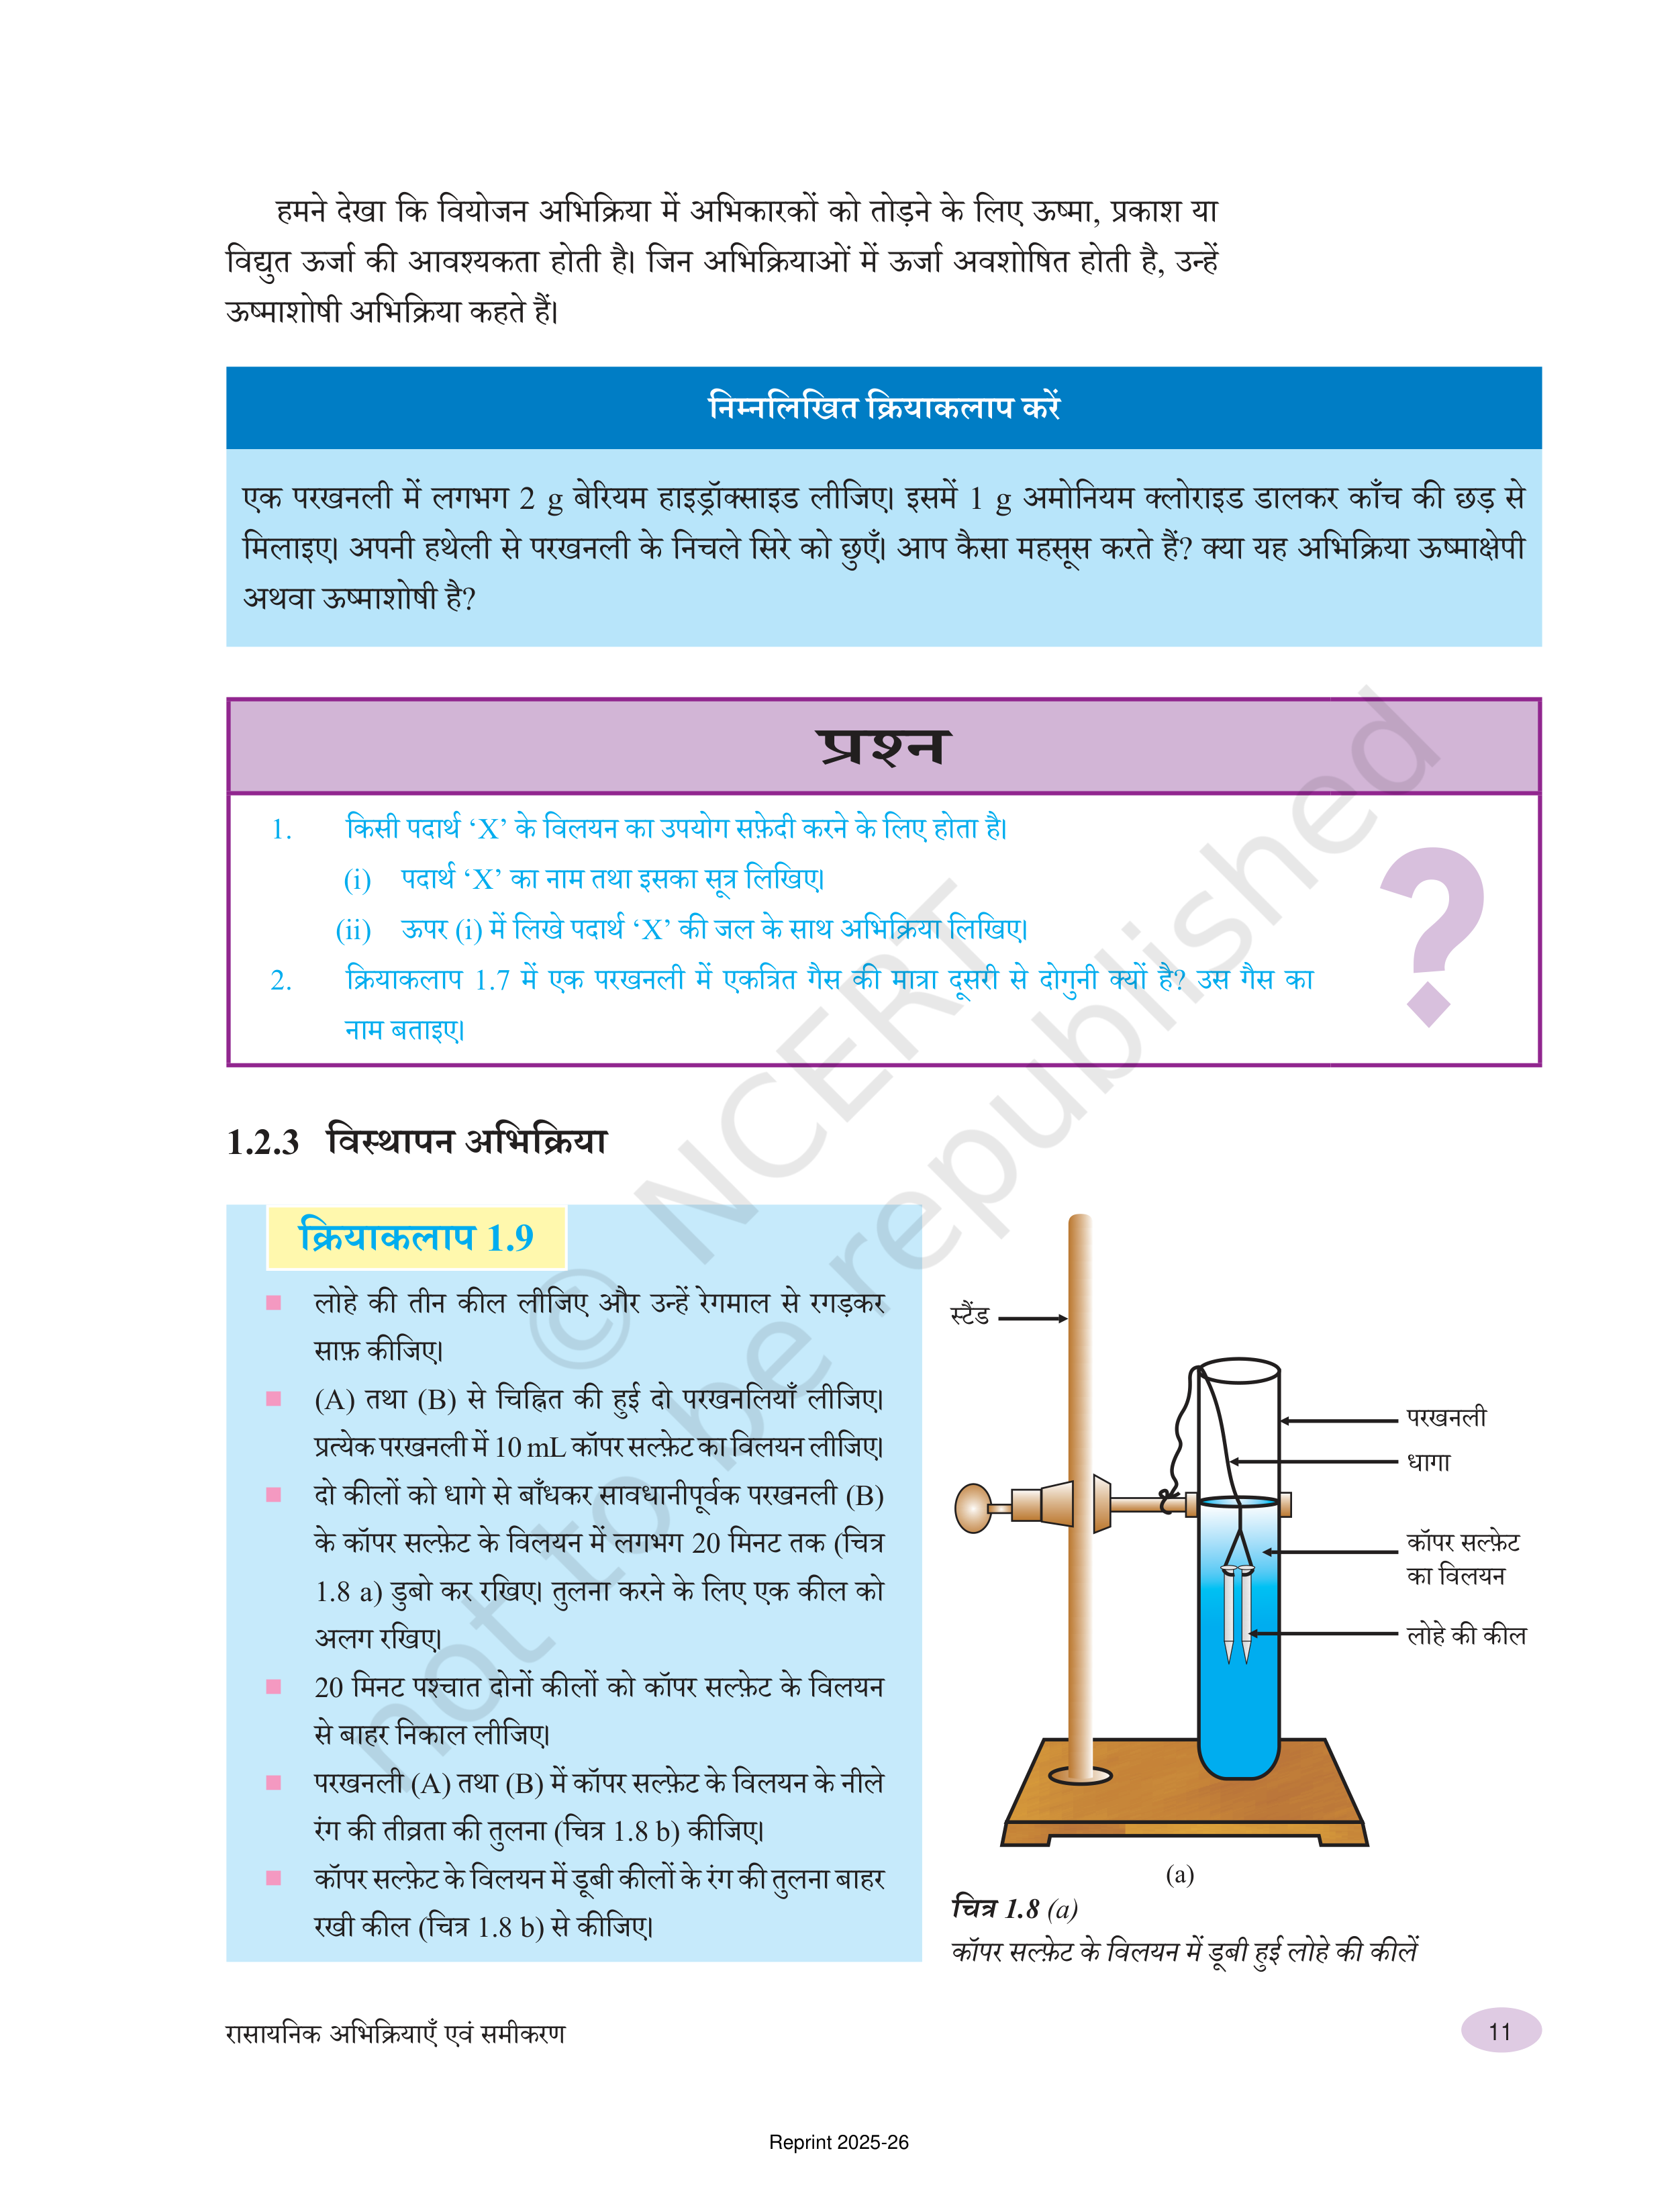 हमने देखा कि वियोजन अभिक्रिया में अभिकारकों को तोड़ने के लिए ऊष्मा, प्रकाश या
विद्युत ऊर्जा की आवश्यकता होती है। जिन अभिक्रियाओं में ऊर्जा अवशोषित होती है, उन्हें
ऊष्माशोषी अभिक्रिया कहते हैं।
निम्नलिखित क्रियाकलाप करें
एक परखनली में लगभग 2 g बेरियम हाइड्रॉक्साइड लीजिए। इसमें 1 g अमोनियम क्लोराइड डालकर काँच की छड़ से
मिलाइए। अपनी हथेली से परखनली के निचले सिरे को छुएँ। आप कैसा महसूस करते हैं? क्या यह अभिक्रिया ऊष्माक्षेपी
अथवा ऊष्माशोषी है?
प्रश्न
1. किसी पदार्थ ‘X’ के विलयन का उपयोग सफ़ेदी करने के लिए होता है।
(i) पदार्थ ‘X’ का नाम तथा इसका सूत्र लिखिए।
(ii) ऊपर (i) में लिखे पदार्थ ‘X’ की जल के साथ अभिक्रिया लिखिए।
2. क्रियाकलाप 1.7 में एक परखनली में एकत्रित गैस की मात्रा दूसरी से दोगुनी क्यों है? उस गैस का
नाम बताइए।
?
1.2.3 विस्थापन अभिक्रिया
क्रियाकलाप 1.9
लोहे की तीन कील लीजिए और उन्हें रेगमाल से रगड़कर
साफ़ कीजिए।
(A) तथा (B) से चिह्नित की हुई दो परखनलियाँ लीजिए।
प्रत्येक परखनली में 10 mL कॉपर सल्फ़ेट का विलयन लीजिए।
दो कीलों को धागे से बाँधकर सावधानीपूर्वक परखनली (B)
के कॉपर सल्फ़ेट के विलयन में लगभग 20 मिनट तक (चित्र
1.8 a) डुबो कर रखिए। तुलना करने के लिए एक कील को
अलग रखिए।
20 मिनट पश्चात दोनों कीलों को कॉपर सल्फ़ेट के विलयन
से बाहर निकाल लीजिए।
परखनली (A) तथा (B) में कॉपर सल्फ़ेट के विलयन के नीले
रंग की तीव्रता की तुलना (चित्र 1.8 b) कीजिए।
कॉपर सल्फ़ेट के विलयन में डूबी कीलों के रंग की तुलना बाहर
रखी कील (चित्र 1.8 b) से कीजिए।
स्टैंड
परखनली
धागा
कॉपर सल्फ़ेट
का विलयन
लोहे की कील
(a)
चित्र 1.8 (a)
कॉपर सल्फ़ेट के विलयन में डूबी हुई लोहे की कीलें
© NCERT
not to be republished
रासायनिक अभिक्रियाएँ एवं समीकरण
11
Reprint 2025-26